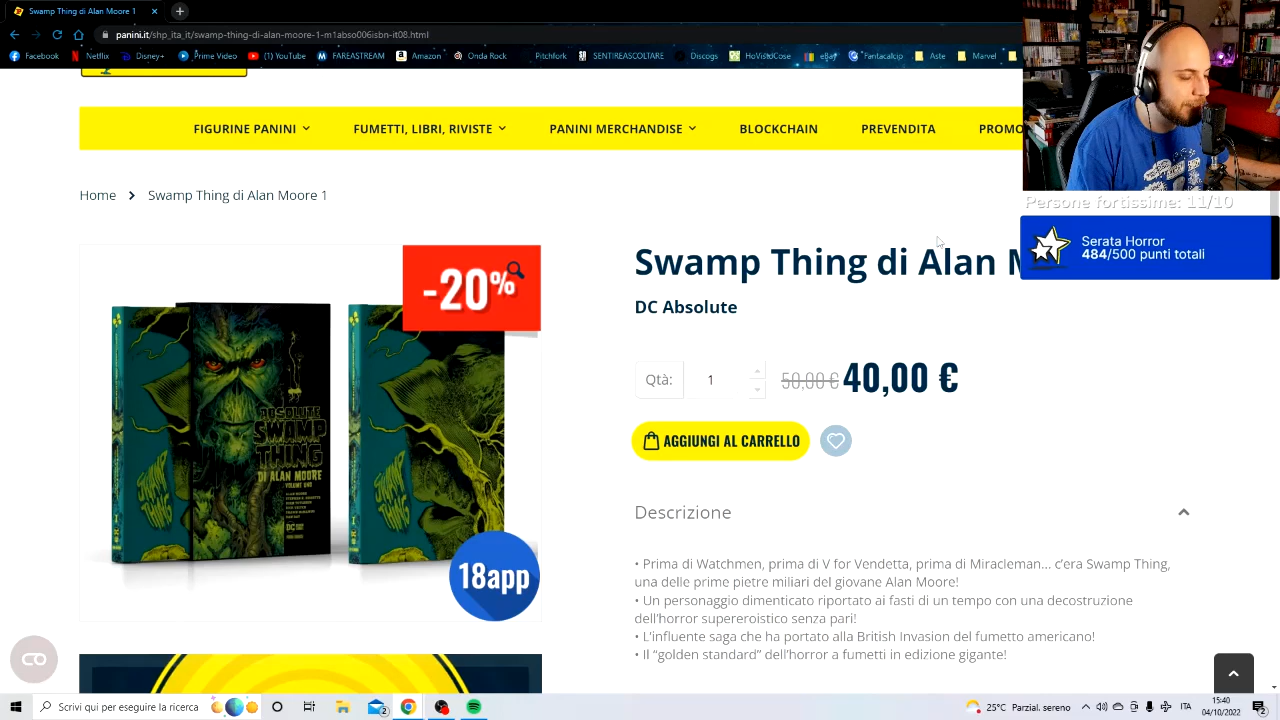 Swamp Thing di Alan Moore 1
panini.it/shp_ita_it/swamp-thing-di-alan-moore-1-m1abso006isbn-it08.html
Facebook Netflix Disney+ Prime Video (1) YouTube FAREASTREAM Amazon Onda Rock Pitchfork SENTIREASCOLTARE Discogs HoVistoCose eBay Fantacalcio Aste Marvel
FIGURINE PANINI FUMETTI, LIBRI, RIVISTE PANINI MERCHANDISE BLOCKCHAIN PREVENDITA PROMO
Persone fortissime: 11/10
Serata Horror
484/500 punti totali
Home Swamp Thing di Alan Moore 1
-20%
ABSOLUTE
SWAMP
THING
DI ALAN MOORE
VOLUME UNO
18app
Swamp Thing di Alan M
DC Absolute
Qtà: 1 50,00 € 40,00 €
AGGIUNGI AL CARRELLO
Descrizione
• Prima di Watchmen, prima di V for Vendetta, prima di Miracleman... c'era Swamp Thing,
una delle prime pietre miliari del giovane Alan Moore!
• Un personaggio dimenticato riportato ai fasti di un tempo con una decostruzione
dell'horror supereroistico senza pari!
• L'influente saga che ha portato alla British Invasion del fumetto americano!
• Il "golden standard" dell'horror a fumetti in edizione gigante!
Scrivi qui per eseguire la ricerca
2
25°C Parzial. sereno
ITA
15:40
04/10/2022
2